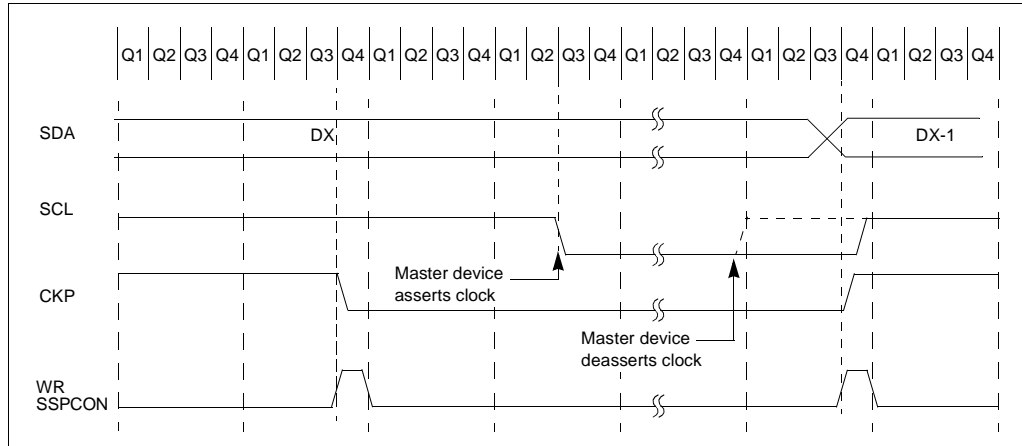 Q1 Q2 Q3 Q4 Q1 Q2 Q3 Q4 Q1 Q2 Q3 Q4 Q1 Q2 Q3 Q4 Q1 Q2 Q3 Q4 Q1 Q2 Q3 Q4 Q1 Q2 Q3 Q4
SDA
DX
DX-1
SCL
Master device
asserts clock
CKP
Master device
deasserts clock
WR
SSPCON